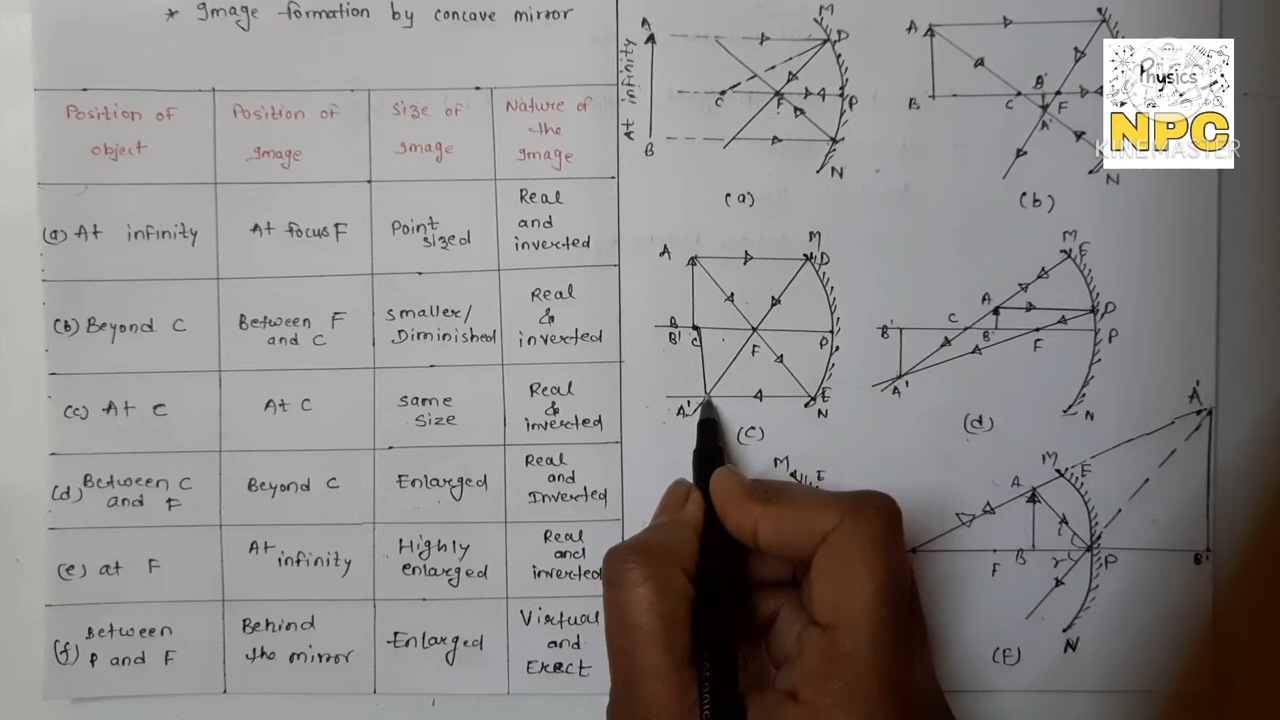 * Image formation by concave mirror
Position of object
Position of Image
Size of Image
Nature of the Image
(a) At infinity
At focus F
Point sized
Real and inverted
(b) Beyond C
Between F and C
smaller/ Diminished
Real & inverted
(c) At C
At C
same size
Real & inverted
(d) Between C and F
Beyond C
Enlarged
Real and Inverted
(e) at F
At infinity
Highly enlarged
Real and inverted
(f) Between P and F
Behind the mirror
Enlarged
Virtual and
At infinity
A
B
C
F
P
M
D
N
(a)
A
B
C
B'
A'
F
N
(b)
Physics
NPC
KINEMASTER
A
B
B'
C
F
P
M
D
E
N
A'
(C)
M
E
A
D
C
B'
B'
F
P
A'
N
(d)
M
E
M
E
A
A'
F
B
i
r
P
B'
N
(F)